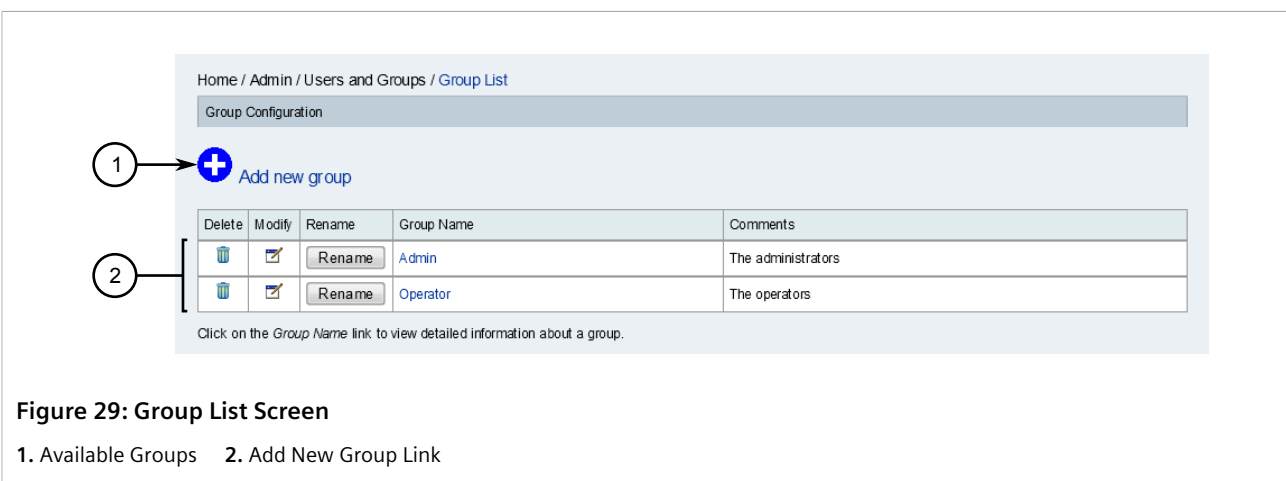 Home / Admin / Users and Groups / Group List
Group Configuration
1
Add new group
Delete Modify Rename Group Name Comments
Rename Admin The administrators
2
Rename Operator The operators
Click on the Group Name link to view detailed information about a group.
Figure 29: Group List Screen
1. Available Groups 2. Add New Group Link